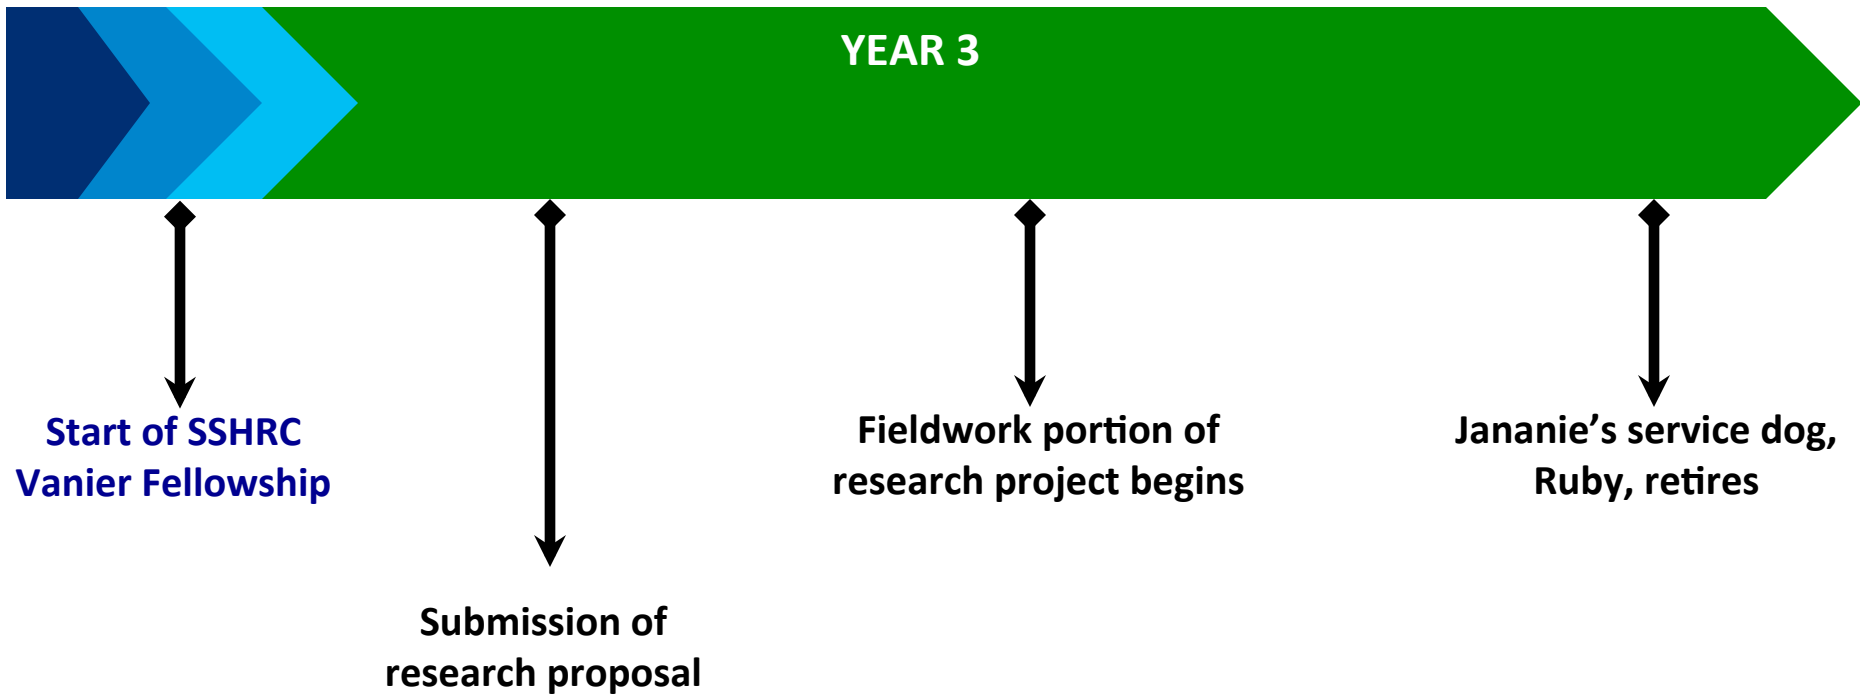 YEAR 3
Start of SSHRC
Vanier Fellowship
Submission of
research proposal
Fieldwork portion of
research project begins
Jananie’s service dog,
Ruby, retires